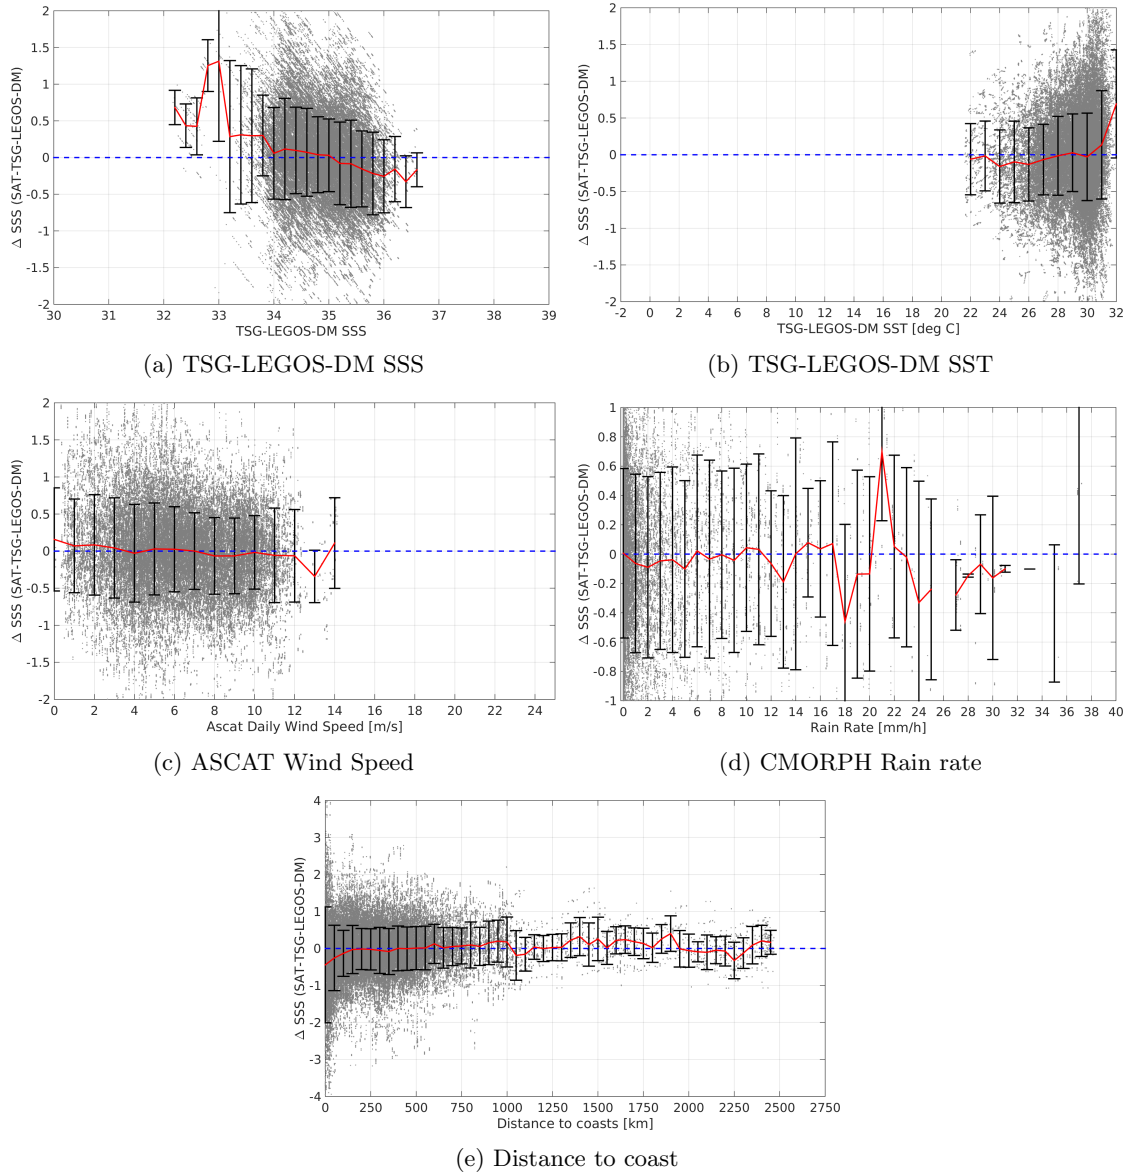 2
1.5
1
0.5
0
-0.5
-1
-1.5
-2
Δ SSS (SAT-TSG-LEGOS-DM)
30 31 32 33 34 35 36 37 38 39
TSG-LEGOS-DM SSS
(a) TSG-LEGOS-DM SSS
2
1.5
1
0.5
0
-0.5
-1
-1.5
-2
Δ SSS (SAT-TSG-LEGOS-DM)
-2 0 2 4 6 8 10 12 14 16 18 20 22 24 26 28 30 32
TSG-LEGOS-DM SST [deg C]
(b) TSG-LEGOS-DM SST
2
1.5
1
0.5
0
-0.5
-1
-1.5
-2
Δ SSS (SAT-TSG-LEGOS-DM)
0 2 4 6 8 10 12 14 16 18 20 22 24
Ascat Daily Wind Speed [m/s]
(c) ASCAT Wind Speed
1
0.8
0.6
0.4
0.2
0
-0.2
-0.4
-0.6
-0.8
-1
Δ SSS (SAT-TSG-LEGOS-DM)
0 2 4 6 8 10 12 14 16 18 20 22 24 26 28 30 32 34 36 38 40
Rain Rate [mm/h]
(d) CMORPH Rain rate
4
3
2
1
0
-1
-2
-3
-4
Δ SSS (SAT-TSG-LEGOS-DM)
0 250 500 750 1000 1250 1500 1750 2000 2250 2500 2750
Distance to coasts [km]
(e) Distance to coast